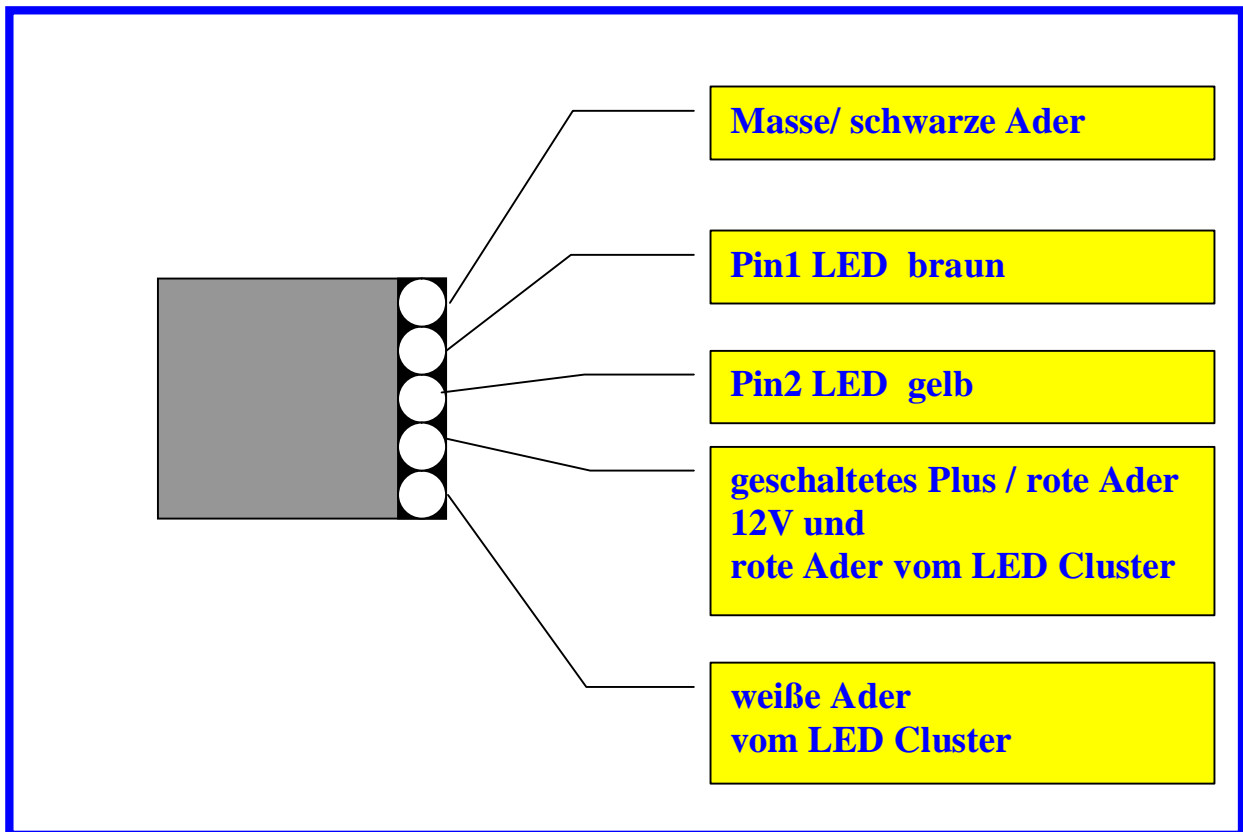 Masse/ schwarze Ader
Pin1 LED braun
Pin2 LED gelb
geschaltetes Plus / rote Ader
12V und
rote Ader vom LED Cluster
weiße Ader
vom LED Cluster